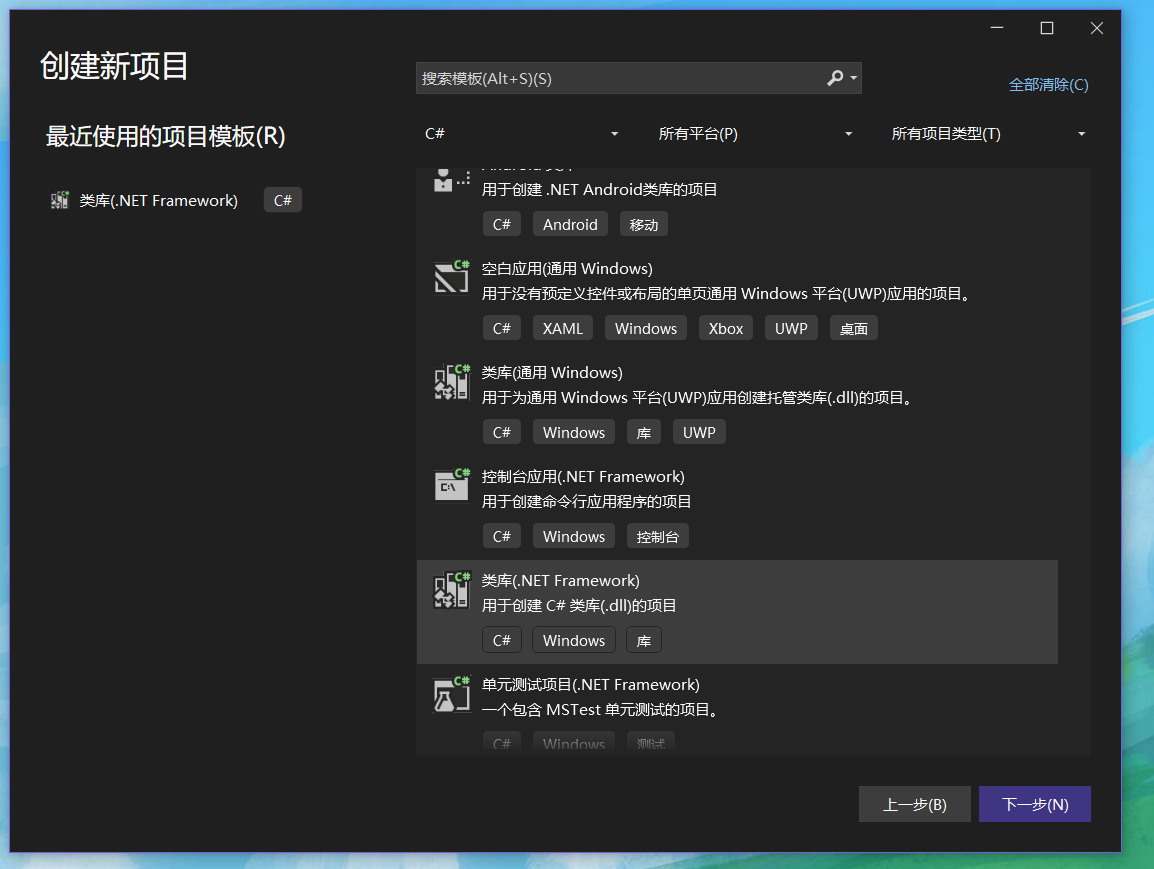 创建新项目
搜索模板(Alt+S)(S)
全部清除(C)
最近使用的项目模板(R)
C#
所有平台(P)
所有项目类型(T)
类库(.NET Framework)
C#
用于创建 .NET Android类库的项目
C# Android 移动
C#
空白应用(通用 Windows)
用于没有预定义控件或布局的单页通用 Windows 平台(UWP)应用的项目。
C# XAML Windows Xbox UWP 桌面
C#
类库(通用 Windows)
用于为通用 Windows 平台(UWP)应用创建托管类库(.dll)的项目。
C# Windows 库 UWP
C#
控制台应用(.NET Framework)
用于创建命令行应用程序的项目
C# Windows 控制台
C#
类库(.NET Framework)
用于创建 C# 类库(.dll)的项目
C# Windows 库
C#
单元测试项目(.NET Framework)
一个包含 MSTest 单元测试的项目。
C# Windows 测试
上一步(B)
下一步(N)